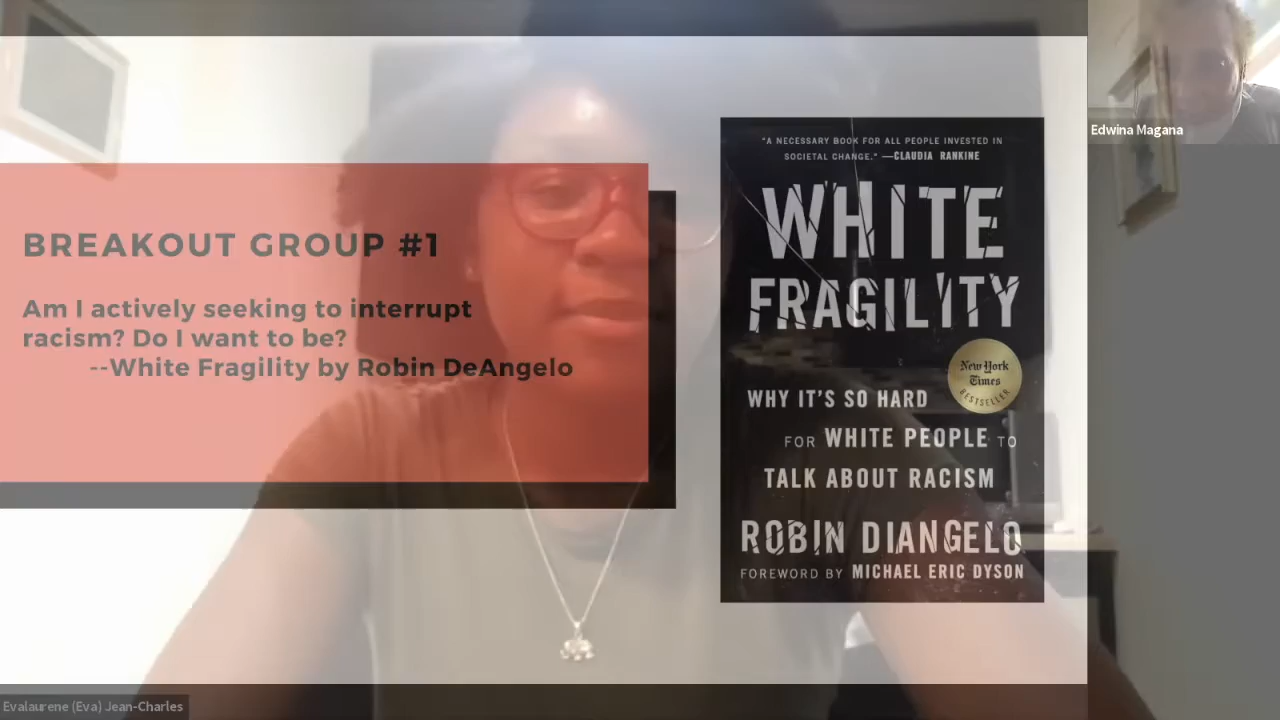 BREAKOUT GROUP #1
Am I actively seeking to interrupt
racism? Do I want to be?
--White Fragility by Robin DeAngelo
"A NECESSARY BOOK FOR ALL PEOPLE INVESTED IN
SOCIETAL CHANGE." —CLAUDIA RANKINE
WHITE
FRAGILITY
New York
Times
BESTSELLER
WHY IT'S SO HARD
FOR WHITE PEOPLE TO
TALK ABOUT RACISM
ROBIN DIANGELO
FOREWORD BY MICHAEL ERIC DYSON
Edwina Magana
Evalaurene (Eva) Jean-Charles